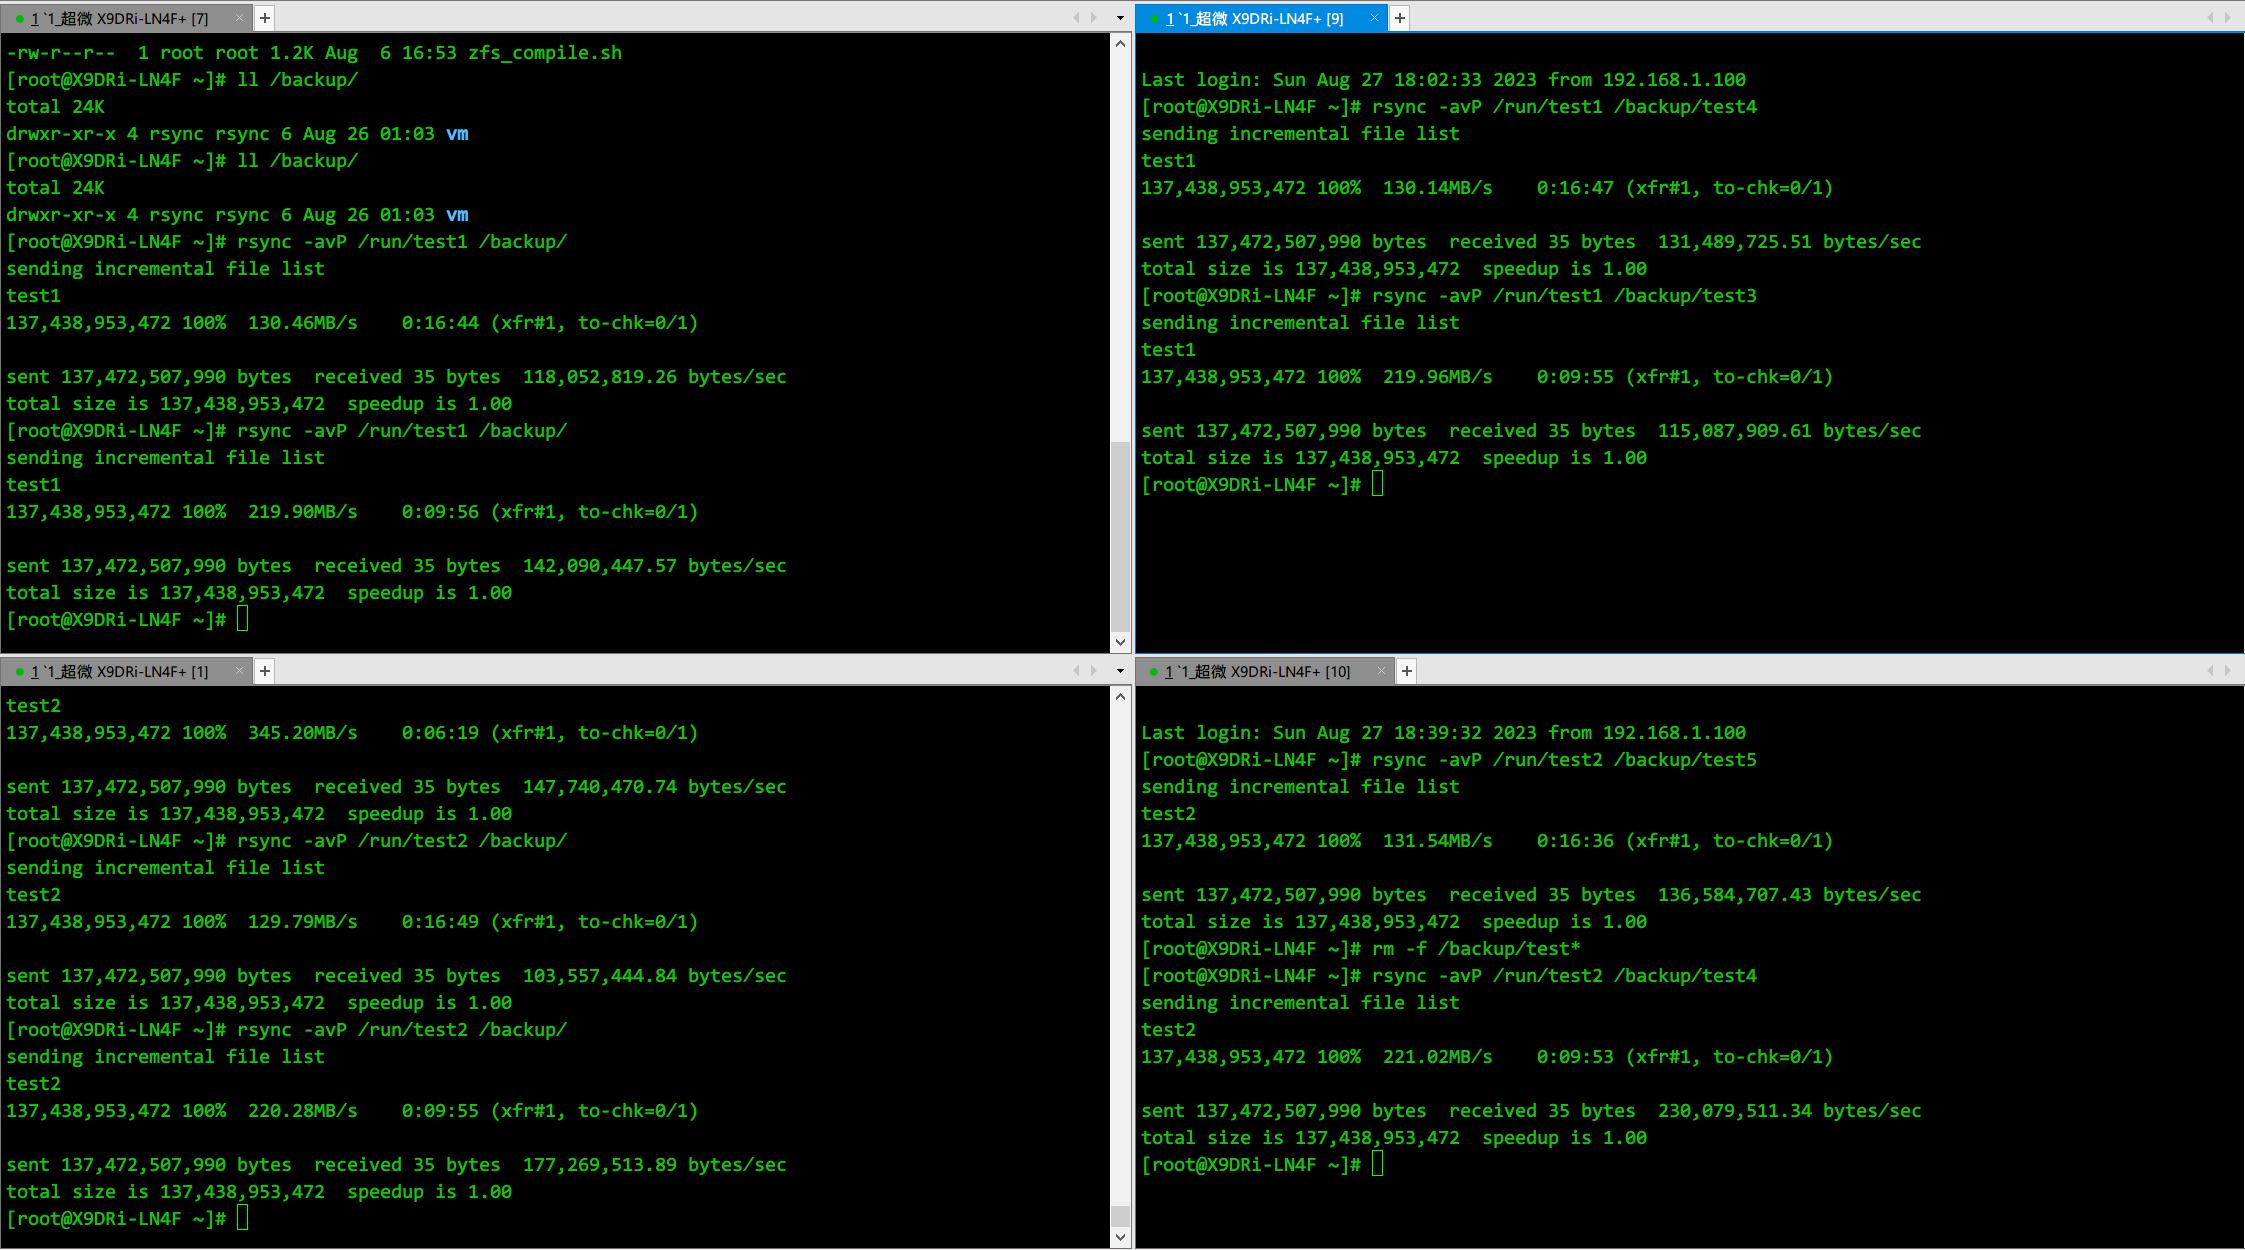 1 `1_超微 X9DRi-LN4F+ [7]
-rw-r--r--  1 root root 1.2K Aug  6 16:53 zfs_compile.sh
[root@X9DRi-LN4F ~]# ll /backup/
total 24K
drwxr-xr-x 4 rsync rsync 6 Aug 26 01:03 vm
[root@X9DRi-LN4F ~]# ll /backup/
total 24K
drwxr-xr-x 4 rsync rsync 6 Aug 26 01:03 vm
[root@X9DRi-LN4F ~]# rsync -avP /run/test1 /backup/
sending incremental file list
test1
137,438,953,472 100%  130.46MB/s    0:16:44 (xfr#1, to-chk=0/1)
sent 137,472,507,990 bytes  received 35 bytes  118,052,819.26 bytes/sec
total size is 137,438,953,472  speedup is 1.00
[root@X9DRi-LN4F ~]# rsync -avP /run/test1 /backup/
sending incremental file list
test1
137,438,953,472 100%  219.90MB/s    0:09:56 (xfr#1, to-chk=0/1)
sent 137,472,507,990 bytes  received 35 bytes  142,090,447.57 bytes/sec
total size is 137,438,953,472  speedup is 1.00
[root@X9DRi-LN4F ~]#
1 `1_超微 X9DRi-LN4F+ [9]
Last login: Sun Aug 27 18:02:33 2023 from 192.168.1.100
[root@X9DRi-LN4F ~]# rsync -avP /run/test1 /backup/test4
sending incremental file list
test1
137,438,953,472 100%  130.14MB/s    0:16:47 (xfr#1, to-chk=0/1)
sent 137,472,507,990 bytes  received 35 bytes  131,489,725.51 bytes/sec
total size is 137,438,953,472  speedup is 1.00
[root@X9DRi-LN4F ~]# rsync -avP /run/test1 /backup/test3
sending incremental file list
test1
137,438,953,472 100%  219.96MB/s    0:09:55 (xfr#1, to-chk=0/1)
sent 137,472,507,990 bytes  received 35 bytes  115,087,909.61 bytes/sec
total size is 137,438,953,472  speedup is 1.00
[root@X9DRi-LN4F ~]#
1 `1_超微 X9DRi-LN4F+ [1]
test2
137,438,953,472 100%  345.20MB/s    0:06:19 (xfr#1, to-chk=0/1)
sent 137,472,507,990 bytes  received 35 bytes  147,740,470.74 bytes/sec
total size is 137,438,953,472  speedup is 1.00
[root@X9DRi-LN4F ~]# rsync -avP /run/test2 /backup/
sending incremental file list
test2
137,438,953,472 100%  129.79MB/s    0:16:49 (xfr#1, to-chk=0/1)
sent 137,472,507,990 bytes  received 35 bytes  103,557,444.84 bytes/sec
total size is 137,438,953,472  speedup is 1.00
[root@X9DRi-LN4F ~]# rsync -avP /run/test2 /backup/
sending incremental file list
test2
137,438,953,472 100%  220.28MB/s    0:09:55 (xfr#1, to-chk=0/1)
sent 137,472,507,990 bytes  received 35 bytes  177,269,513.89 bytes/sec
total size is 137,438,953,472  speedup is 1.00
[root@X9DRi-LN4F ~]#
1 `1_超微 X9DRi-LN4F+ [10]
Last login: Sun Aug 27 18:39:32 2023 from 192.168.1.100
[root@X9DRi-LN4F ~]# rsync -avP /run/test2 /backup/test5
sending incremental file list
test2
137,438,953,472 100%  131.54MB/s    0:16:36 (xfr#1, to-chk=0/1)
sent 137,472,507,990 bytes  received 35 bytes  136,584,707.43 bytes/sec
total size is 137,438,953,472  speedup is 1.00
[root@X9DRi-LN4F ~]# rm -f /backup/test*
[root@X9DRi-LN4F ~]# rsync -avP /run/test2 /backup/test4
sending incremental file list
test2
137,438,953,472 100%  221.02MB/s    0:09:53 (xfr#1, to-chk=0/1)
sent 137,472,507,990 bytes  received 35 bytes  230,079,511.34 bytes/sec
total size is 137,438,953,472  speedup is 1.00
[root@X9DRi-LN4F ~]#